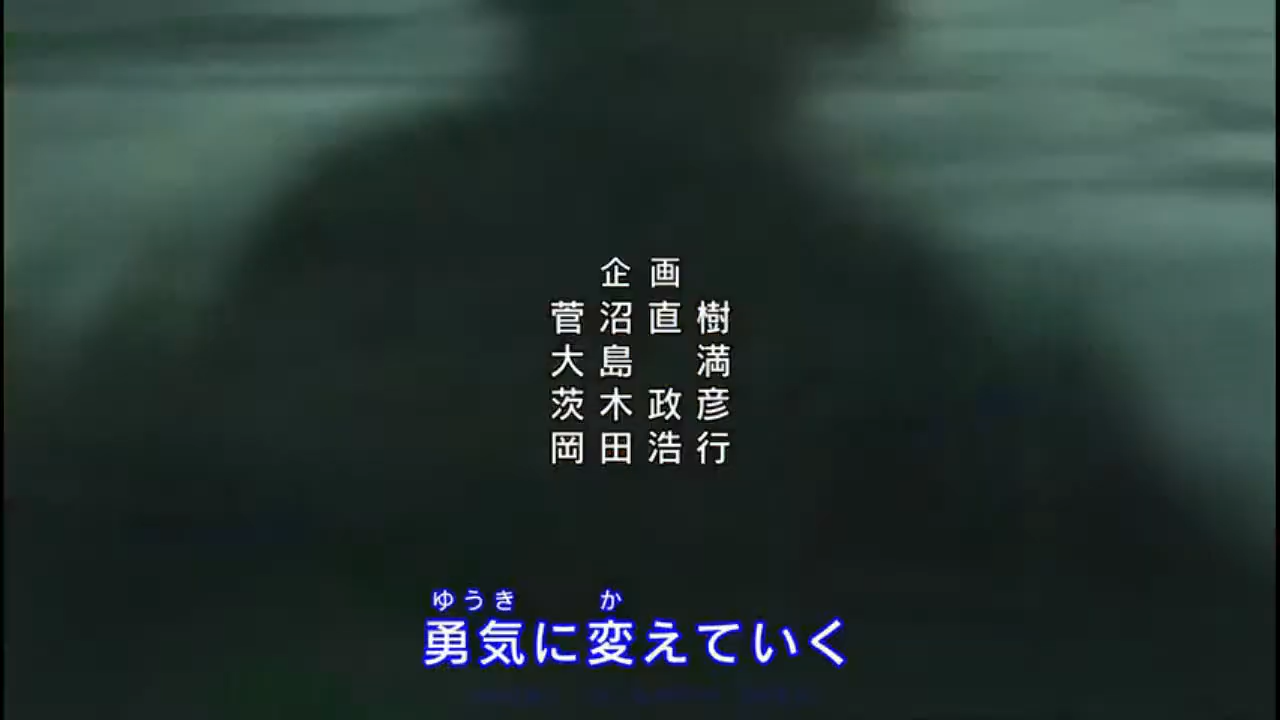 企画
菅沼直樹
大島 満
茨木政彦
岡田浩行
ゆうき か
勇気に変えていく